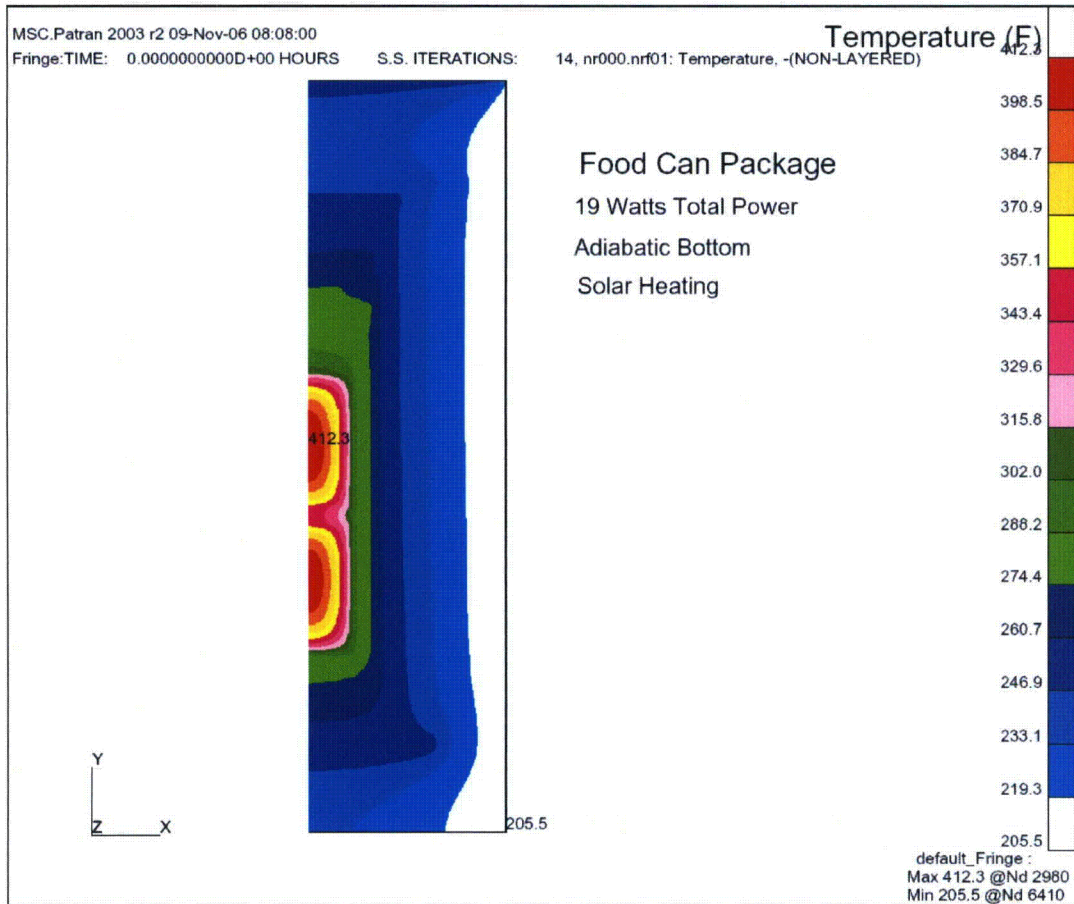 MSC.Patran 2003 r2 09-Nov-06 08:08:00
Fringe:TIME: 0.0000000000D+00 HOURS S.S. ITERATIONS: 14, nr000.nrf01: Temperature, -(NON-LAYERED)
Temperature (F)
412.3
398.5
384.7
370.9
357.1
343.4
329.6
315.8
302.0
288.2
274.4
260.7
246.9
233.1
219.3
205.5
Food Can Package
19 Watts Total Power
Adiabatic Bottom
Solar Heating
412.3
205.5
Y
Z X
default_Fringe :
Max 412.3 @Nd 2980
Min 205.5 @Nd 6410